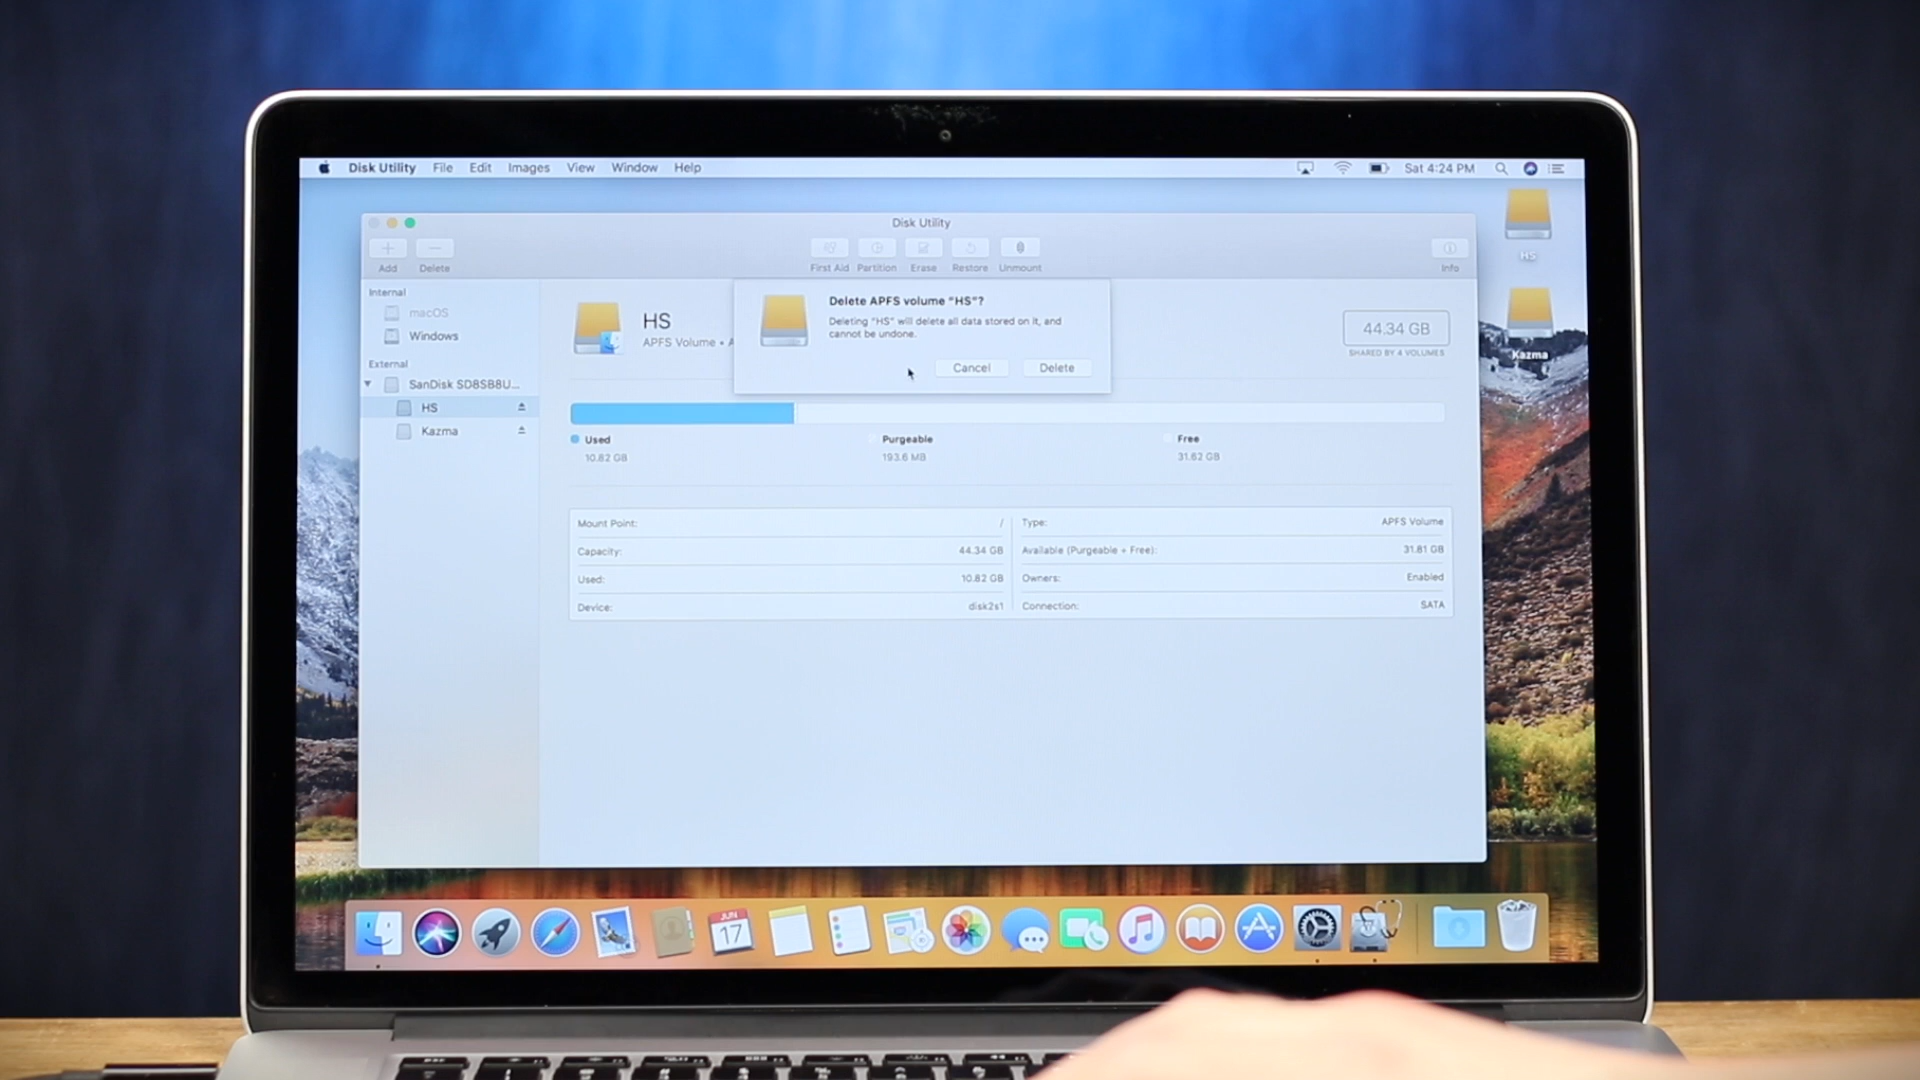 Disk Utility File Edit Images View Window Help
Sat 4:24 PM
Disk Utility
Add Delete
First Aid Partition Erase Restore Unmount
Info
Internal
macOS
Windows
External
SanDisk SD8SB8U...
HS
Kazma
HS
APFS Volume • A
Delete APFS volume "HS"?
Deleting "HS" will delete all data stored on it, and
cannot be undone.
Cancel
Delete
44.34 GB
SHARED BY 4 VOLUMES
Used
10.82 GB
Purgeable
193.6 MB
Free
31.62 GB
Mount Point: /
Capacity: 44.34 GB
Used: 10.82 GB
Device: disk2s1
Type: APFS Volume
Available (Purgeable + Free): 31.81 GB
Owners: Enabled
Connection: SATA
HS
Kazma
JUN
17